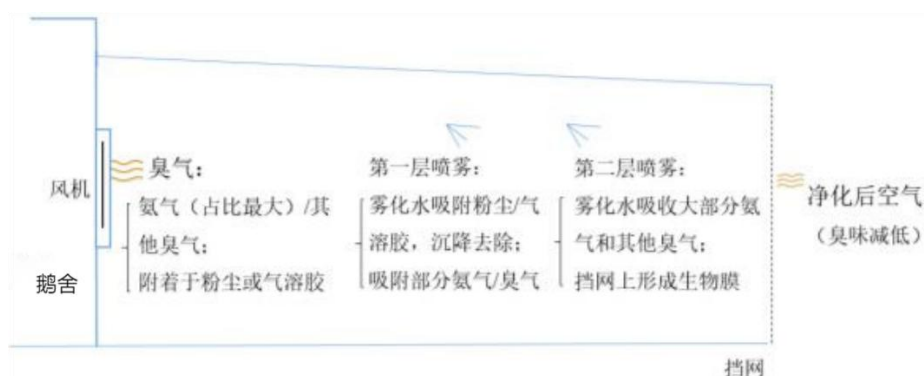 风机
鹅舍
臭气：
氨气（占比最大）/其
他臭气；
附着于粉尘或气溶胶
第一层喷雾：
雾化水吸附粉尘/气
溶胶，沉降去除；
吸附部分氨气/臭气
第二层喷雾：
雾化水吸收大部分氨
气和其他臭气；
挡网上形成生物膜
净化后空气
（臭味减低）
挡网